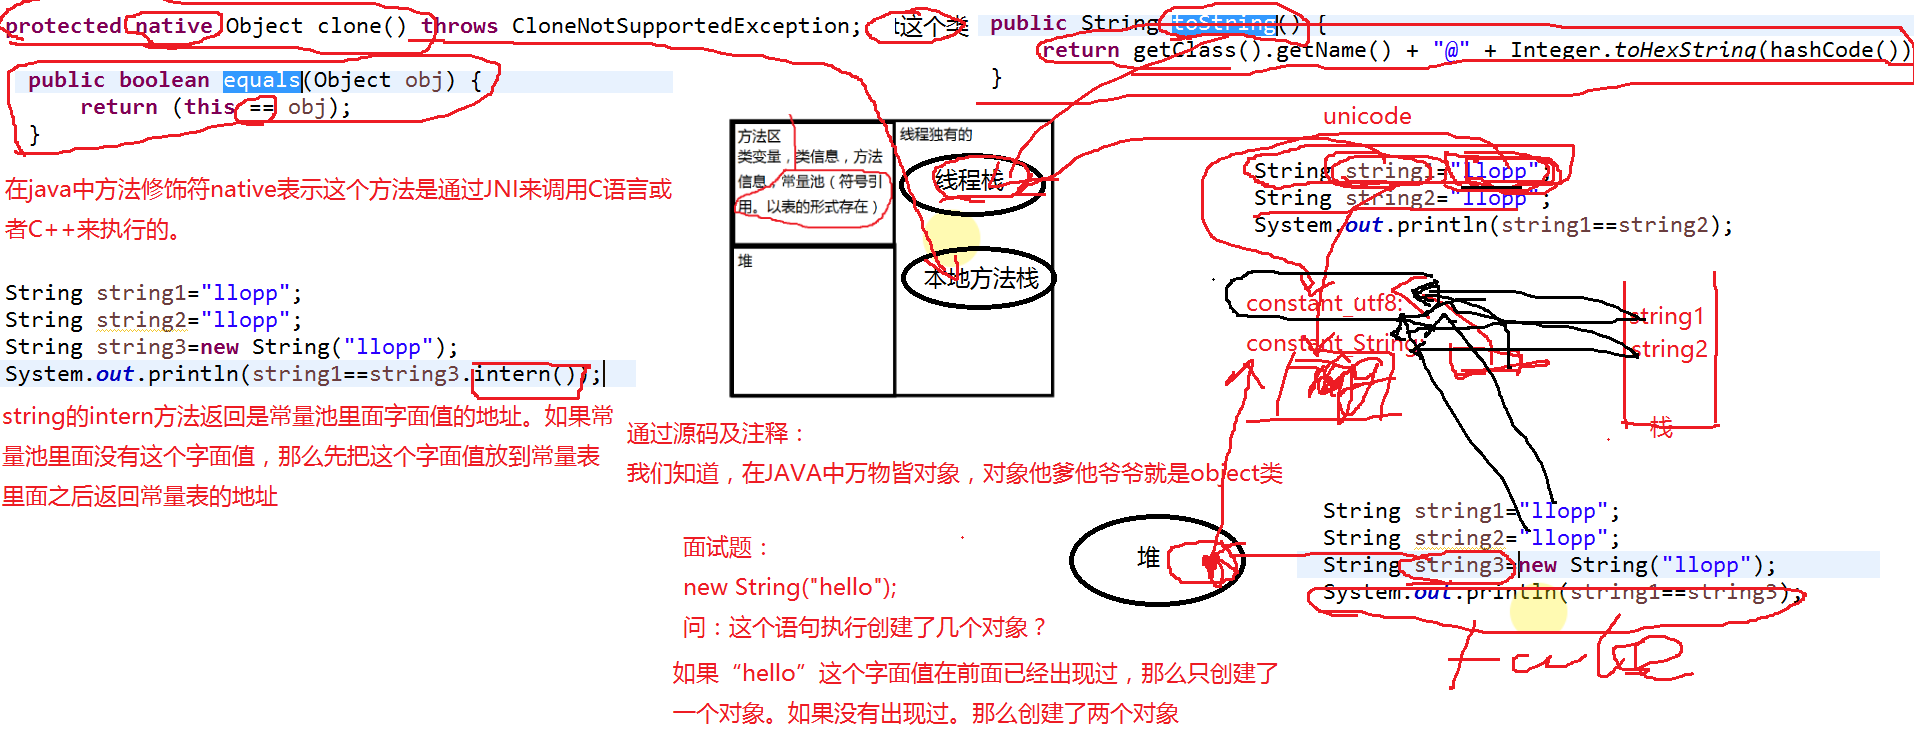 protected native Object clone() throws CloneNotSupportedException;
这个类
public String toString() {
return getClass().getName() + "@" + Integer.toHexString(hashCode())
}
public boolean equals(Object obj) {
return (this == obj);
}
在java中方法修饰符native表示这个方法是通过JNI来调用C语言或
者C++来执行的。
String string1="llopp";
String string2="llopp";
String string3=new String("llopp");
System.out.println(string1==string3.intern());
string的intern方法返回是常量池里面字面值的地址。如果常
量池里面没有这个字面值，那么先把这个字面值放到常量表
里面之后返回常量表的地址
方法区
类变量，类信息，方法
信息，常量池（符号引
用。以表的形式存在）
线程独有的
线程栈
本地方法栈
堆
通过源码及注释：
我们知道，在JAVA中万物皆对象，对象他爹他爷爷就是object类
面试题：
new String("hello");
问：这个语句执行创建了几个对象？
如果“hello”这个字面值在前面已经出现过，那么只创建了
一个对象。如果没有出现过。那么创建了两个对象
unicode
String string1="llopp";
String string2="llopp";
System.out.println(string1==string2);
constant_utf8:
constant_String:
string1
string2
栈
堆
String string1="llopp";
String string2="llopp";
String string3=new String("llopp");
System.out.println(string1==string3);